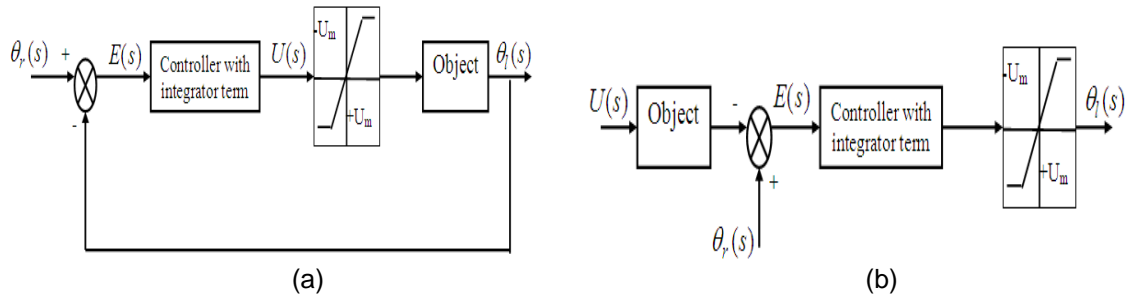 θr(s) + E(s) Controller with integrator term U(s) -Um +Um Object θl(s)
-
U(s) Object - E(s) Controller with integrator term -Um +Um θl(s)
+
θr(s)
(a) (b)